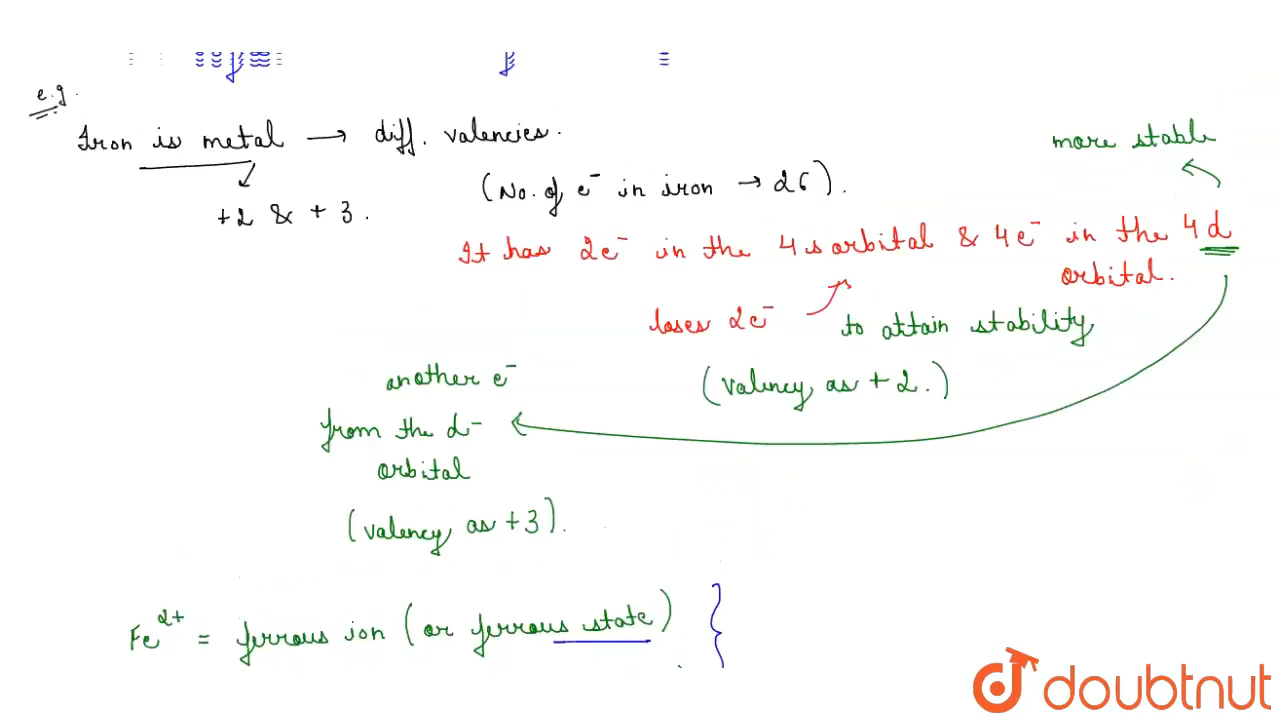 e.g.
Iron is metal → diff. valencies.
more stable
+2 & +3.
(No. of e⁻ in iron → 26).
It has 2e⁻ in the 4s orbital & 4e⁻ in the 4d
orbital.
loses 2e⁻
to attain stability
(valency as +2.)
another e⁻
from the d-
orbital
(valency as +3).
Fe²⁺ = ferrous ion (or ferrous state) }
doubtnut